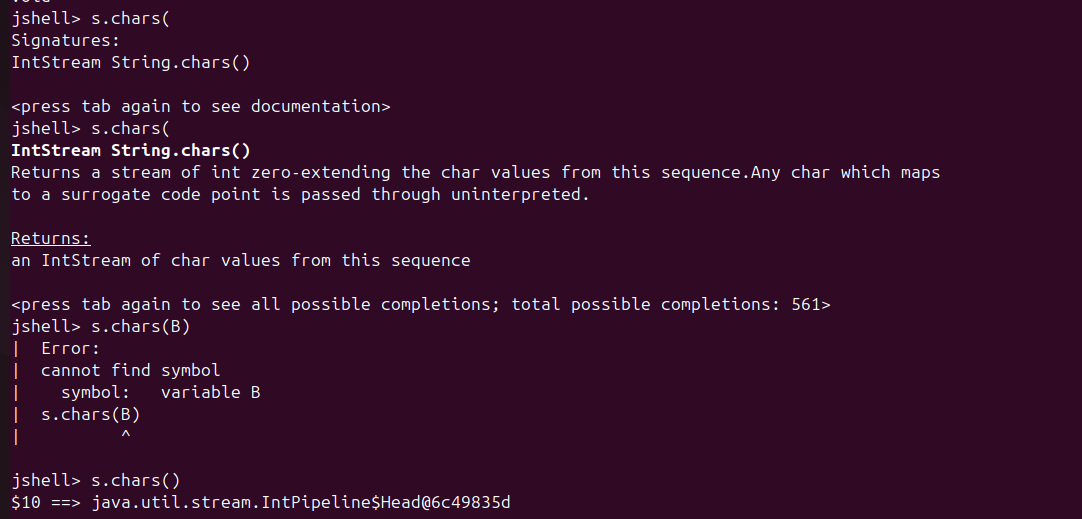 jshell> s.chars(
Signatures:
IntStream String.chars()
<press tab again to see documentation>
jshell> s.chars(
IntStream String.chars()
Returns a stream of int zero-extending the char values from this sequence.Any char which maps
to a surrogate code point is passed through uninterpreted.
Returns:
an IntStream of char values from this sequence
<press tab again to see all possible completions; total possible completions: 561>
jshell> s.chars(B)
|  Error:
|  cannot find symbol
|    symbol:   variable B
|  s.chars(B)
|          ^
jshell> s.chars()
$10 ==> java.util.stream.IntPipeline$Head@6c49835d